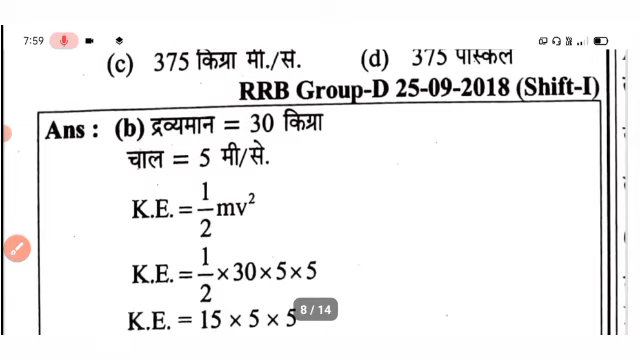 7:59
(c) 375 किग्रा मी./से. (d) 375 पास्कल
RRB Group-D 25-09-2018 (Shift-I)
Ans : (b) द्रव्यमान = 30 किग्रा
चाल = 5 मी/से.
K.E. = 1/2 mv²
K.E. = 1/2 × 30 × 5 × 5
K.E. = 15 × 5 × 5
8 / 14